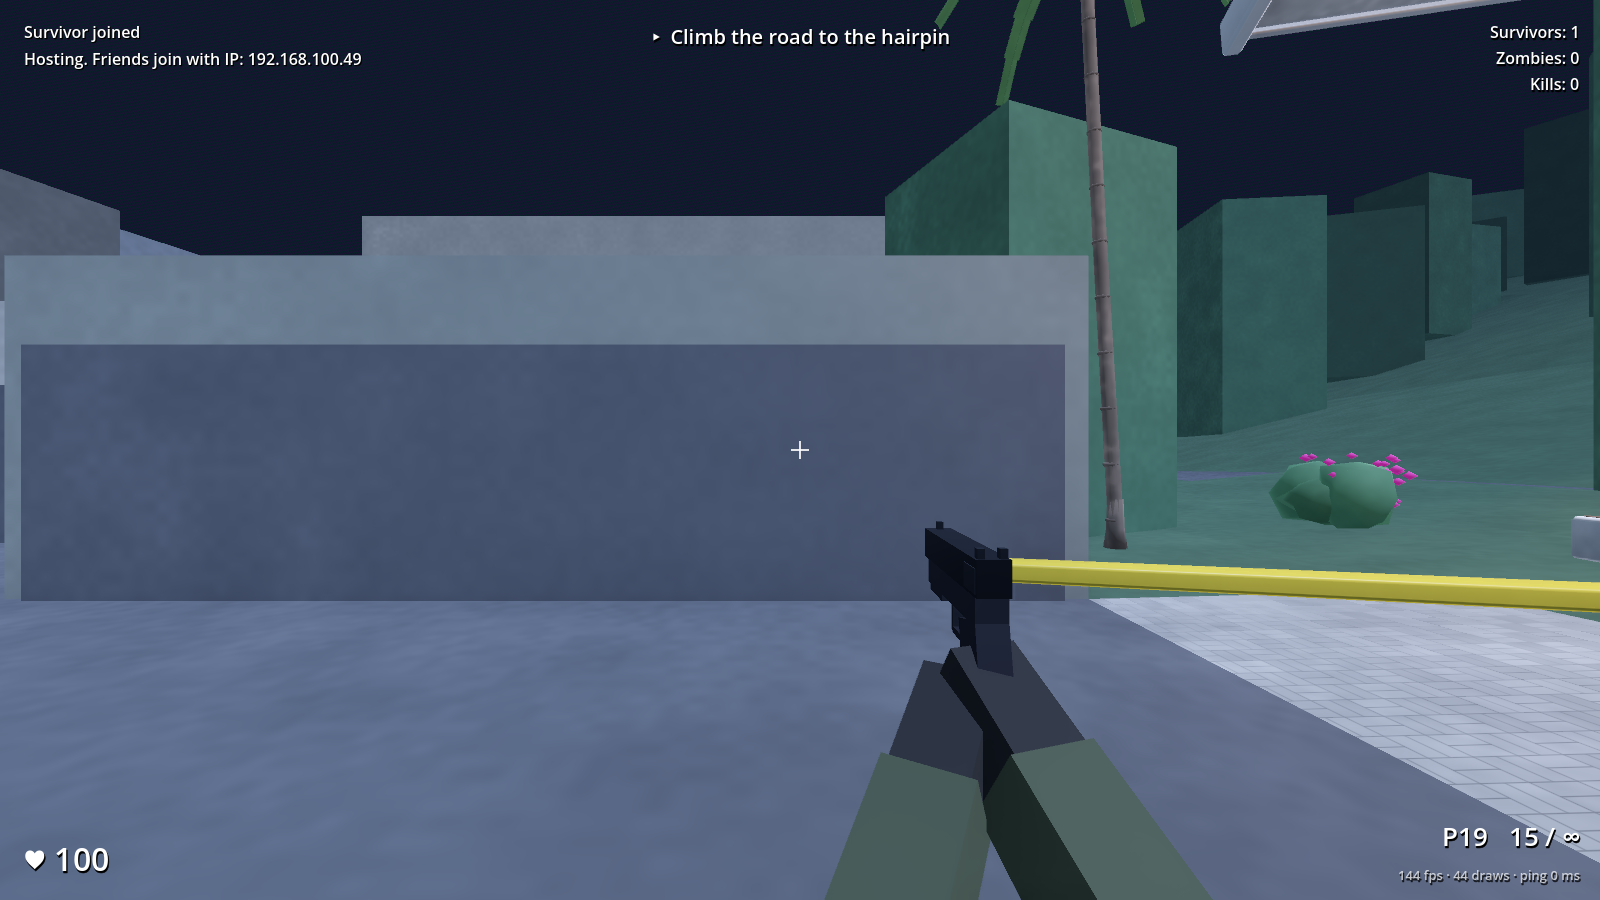 Survivor joined
Hosting. Friends join with IP: 192.168.100.49
▸ Climb the road to the hairpin
Survivors: 1
Zombies: 0
Kills: 0
100
P19 15 / ∞
144 fps · 44 draws · ping 0 ms